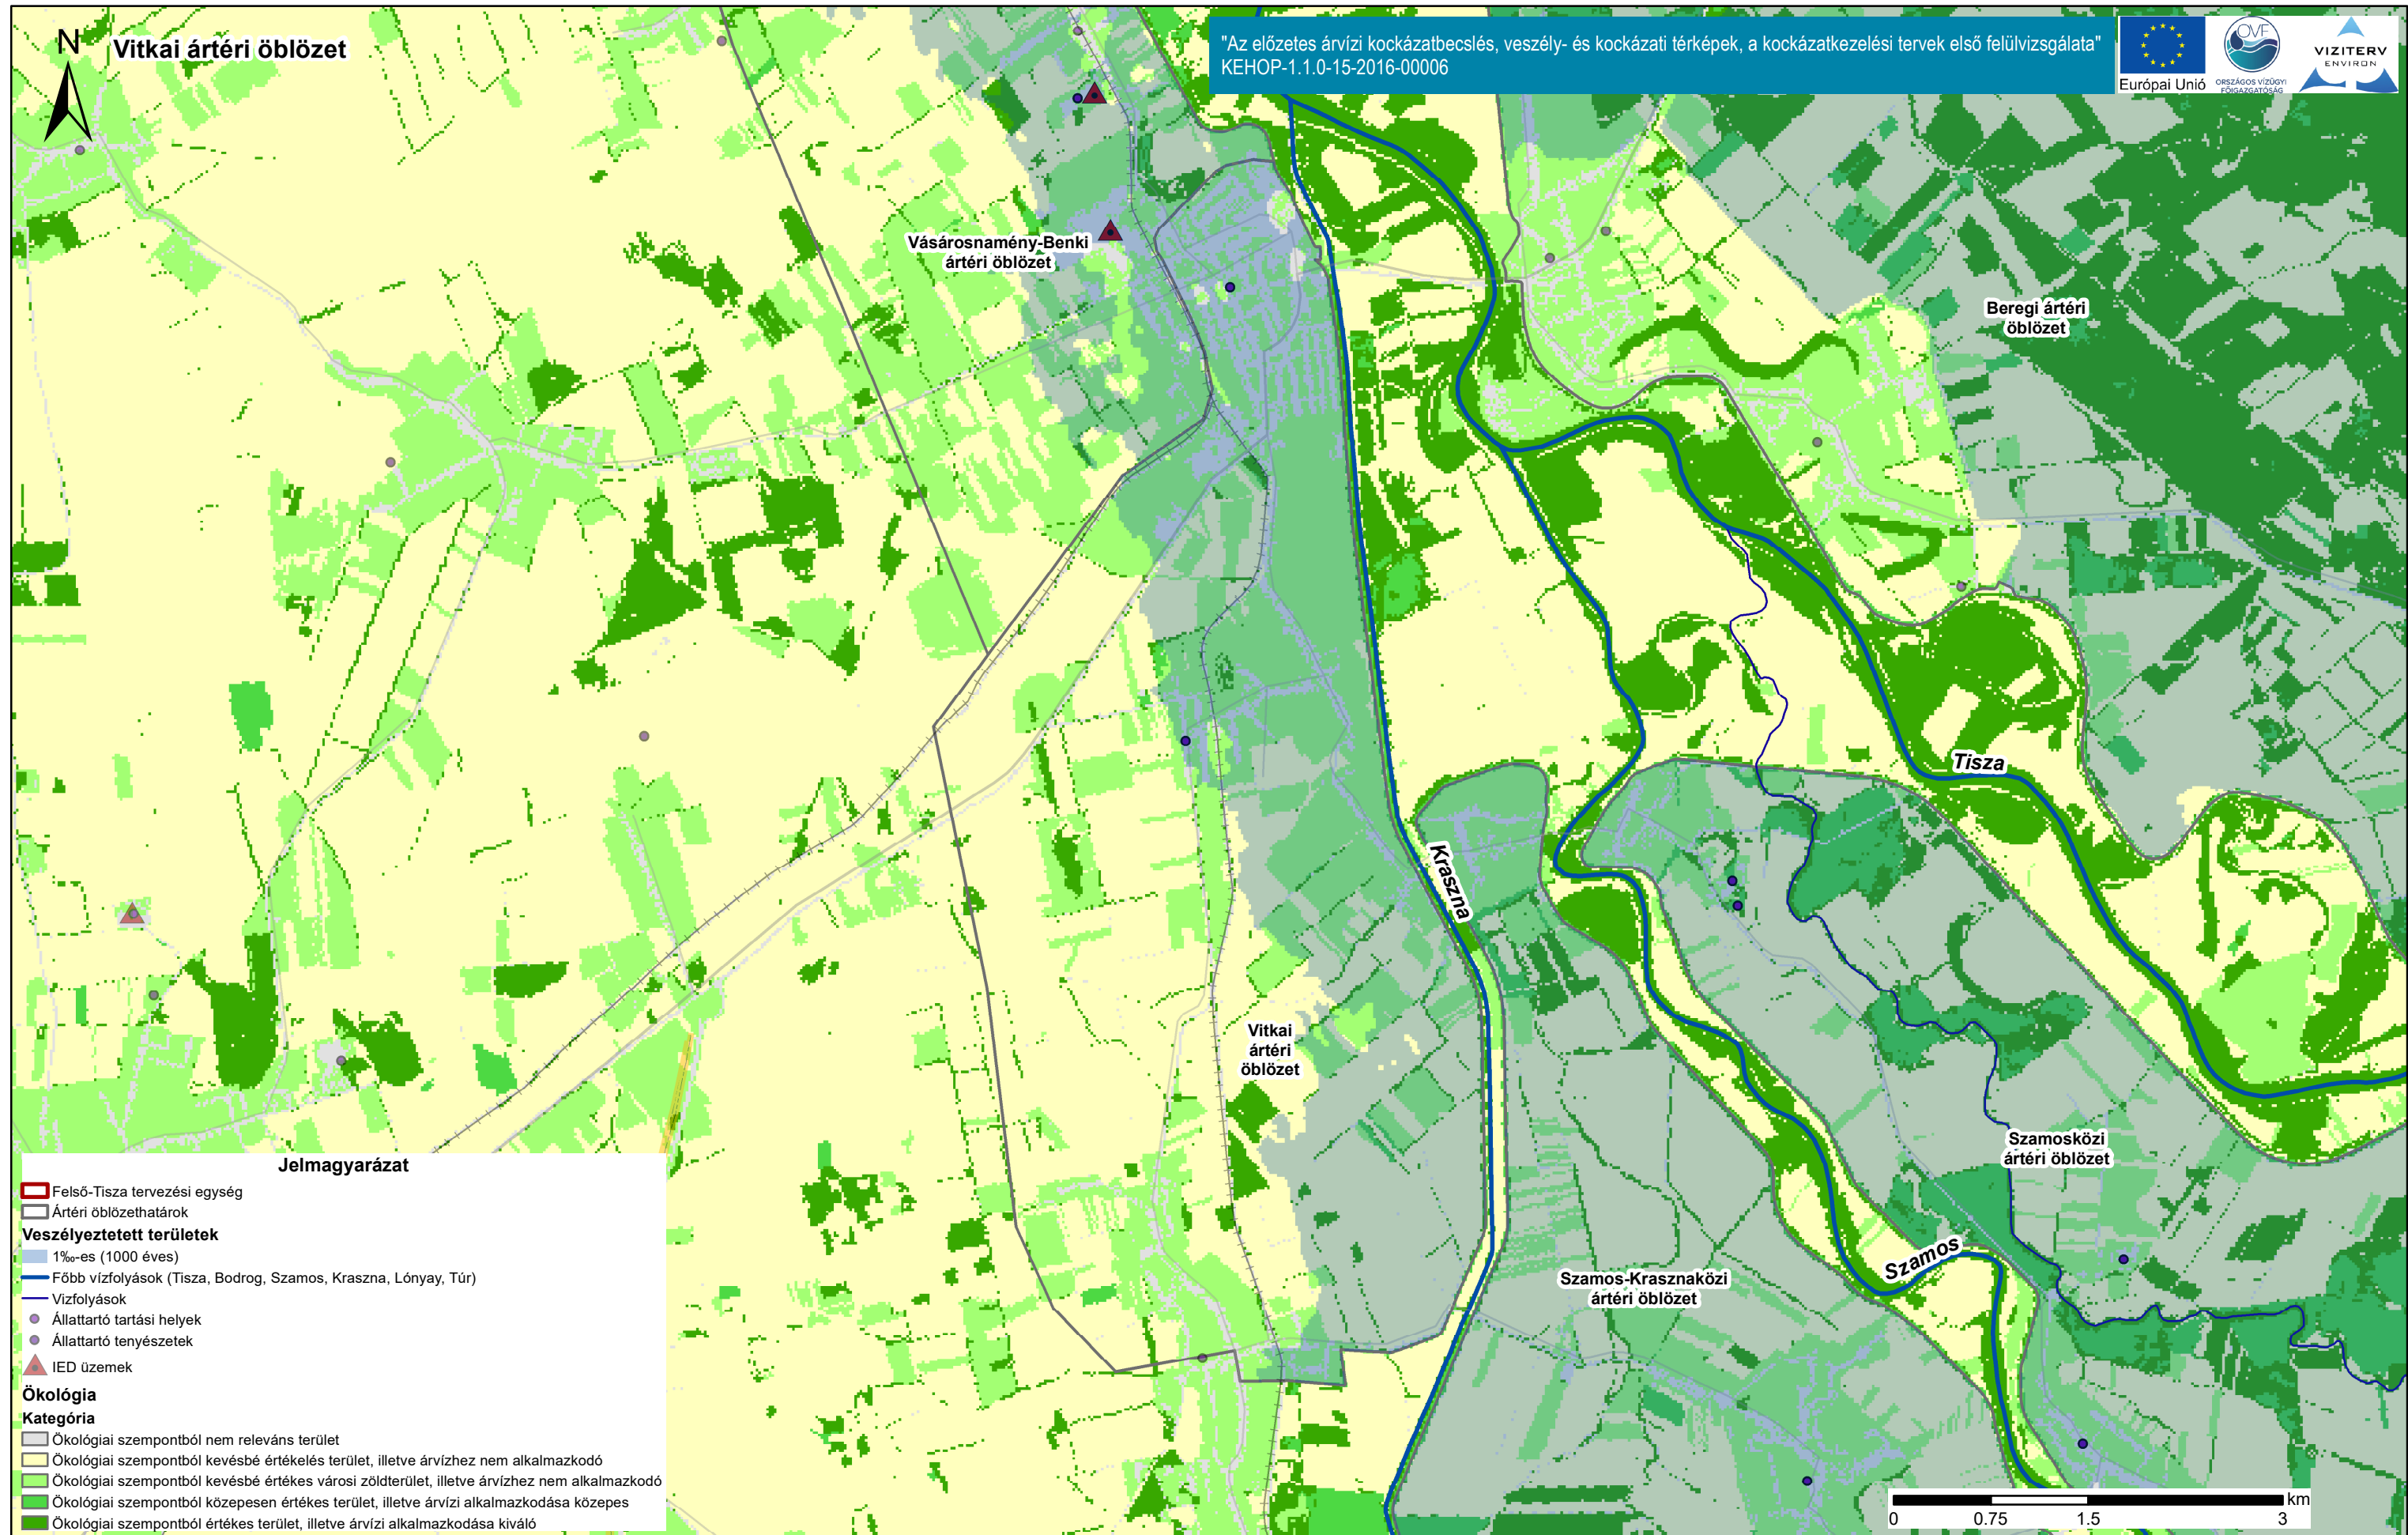 N
Vitkai ártéri öblözet
"Az előzetes árvízi kockázatbecslés, veszély- és kockázati térképek, a kockázatkezelési tervek első felülvizsgálata"
KEHOP-1.1.0-15-2016-00006
Európai Unió
OVF
ORSZÁGOS VÍZÜGYI
FŐIGAZGATÓSÁG
VIZITERV
ENVIRON
Vásárosnamény-Benki
ártéri öblözet
Beregi ártéri
öblözet
Tisza
Kraszna
Vitkai
ártéri
öblözet
Szamosközi
ártéri öblözet
Szamos
Szamos-Krasznaközi
ártéri öblözet
Jelmagyarázat
Felső-Tisza tervezési egység
Ártéri öblözethatárok
Veszélyeztetett területek
1‰-es (1000 éves)
Főbb vízfolyások (Tisza, Bodrog, Szamos, Kraszna, Lónyay, Túr)
Vizfolyások
Állattartó tartási helyek
Állattartó tenyészetek
IED üzemek
Ökológia
Kategória
Ökológiai szempontból nem releváns terület
Ökológiai szempontból kevésbé értékelés terület, illetve árvízhez nem alkalmazkodó
Ökológiai szempontból kevésbé értékes városi zöldterület, illetve árvízhez nem alkalmazkodó
Ökológiai szempontból közepesen értékes terület, illetve árvízi alkalmazkodása közepes
Ökológiai szempontból értékes terület, illetve árvízi alkalmazkodása kiváló
km
0 0.75 1.5 3